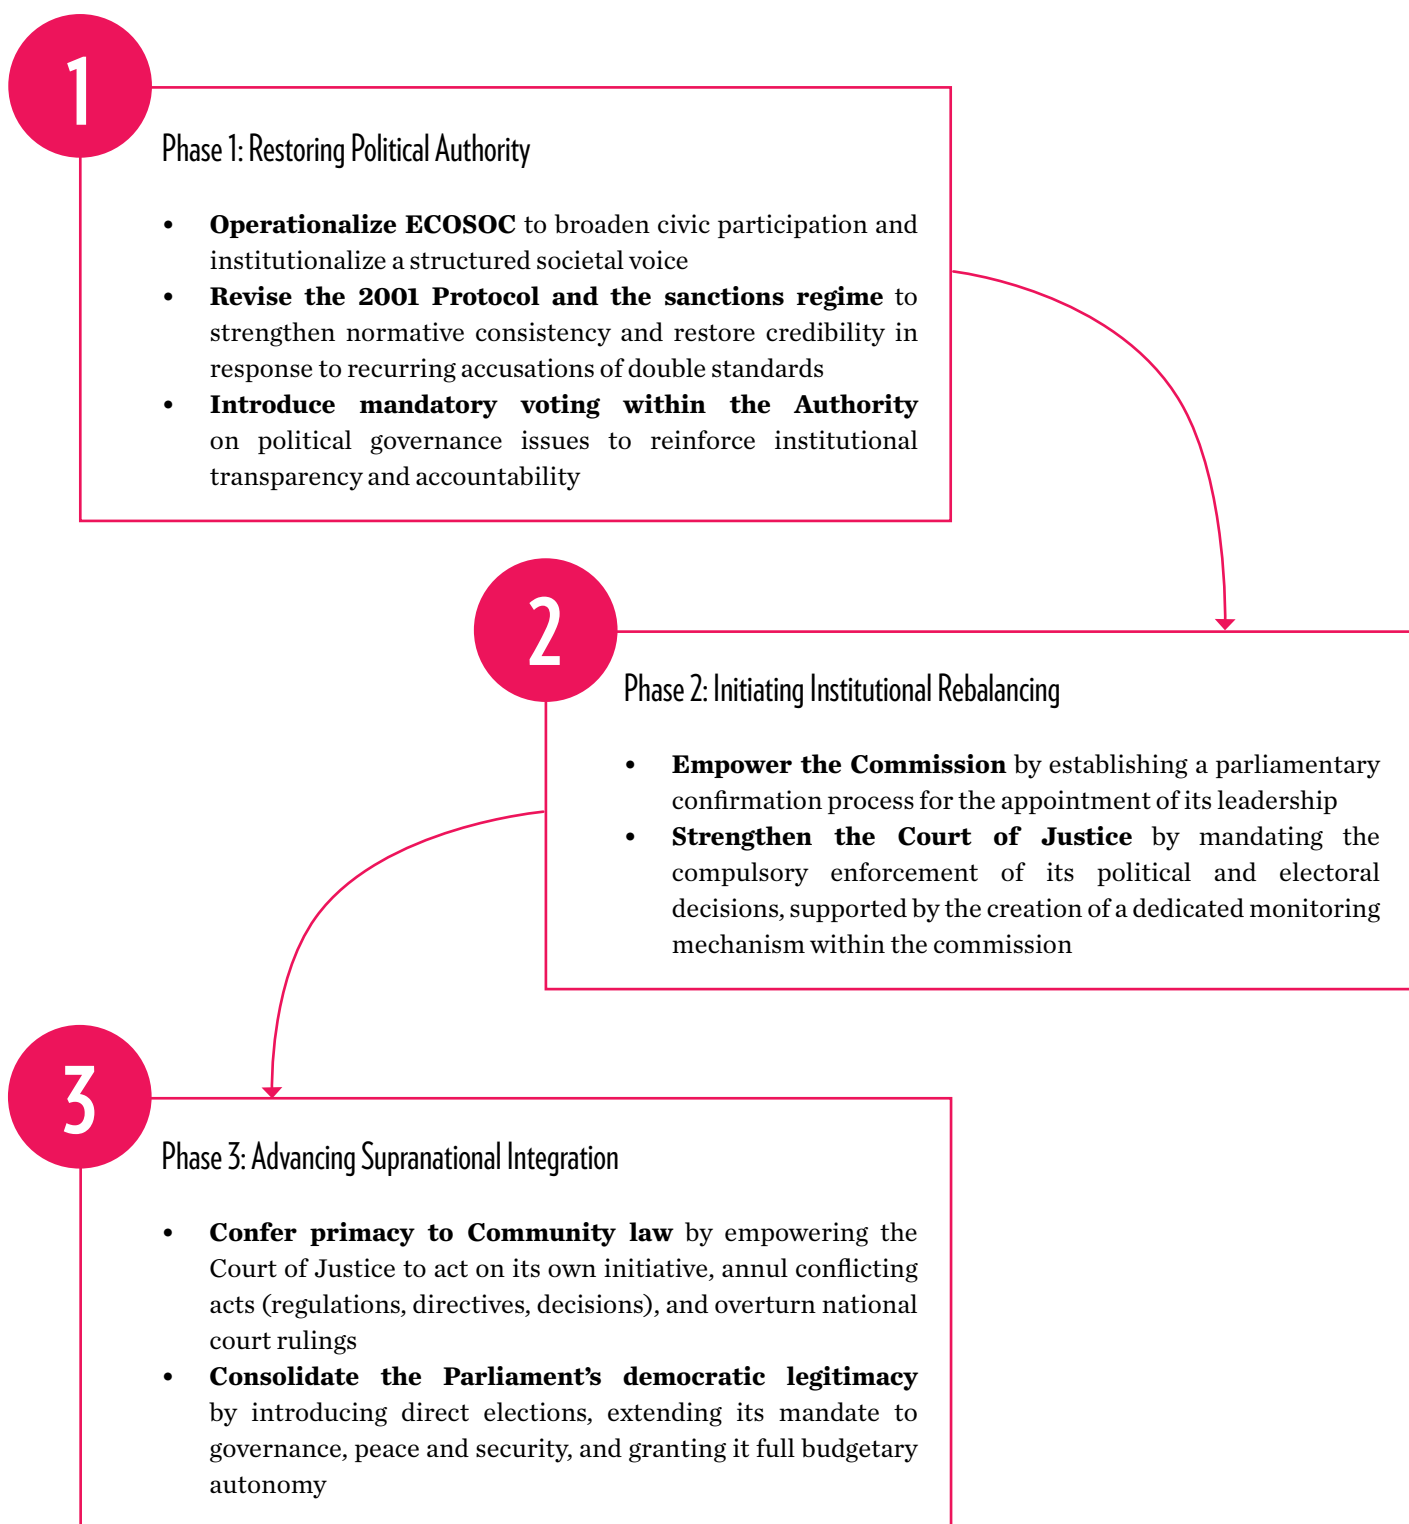 1
Phase 1: Restoring Political Authority
• Operationalize ECOSOC to broaden civic participation and
institutionalize a structured societal voice
• Revise the 2001 Protocol and the sanctions regime to
strengthen normative consistency and restore credibility in
response to recurring accusations of double standards
• Introduce mandatory voting within the Authority
on political governance issues to reinforce institutional
transparency and accountability
2
Phase 2: Initiating Institutional Rebalancing
• Empower the Commission by establishing a parliamentary
confirmation process for the appointment of its leadership
• Strengthen the Court of Justice by mandating the
compulsory enforcement of its political and electoral
decisions, supported by the creation of a dedicated monitoring
mechanism within the commission
3
Phase 3: Advancing Supranational Integration
• Confer primacy to Community law by empowering the
Court of Justice to act on its own initiative, annul conflicting
acts (regulations, directives, decisions), and overturn national
court rulings
• Consolidate the Parliament's democratic legitimacy
by introducing direct elections, extending its mandate to
governance, peace and security, and granting it full budgetary
autonomy